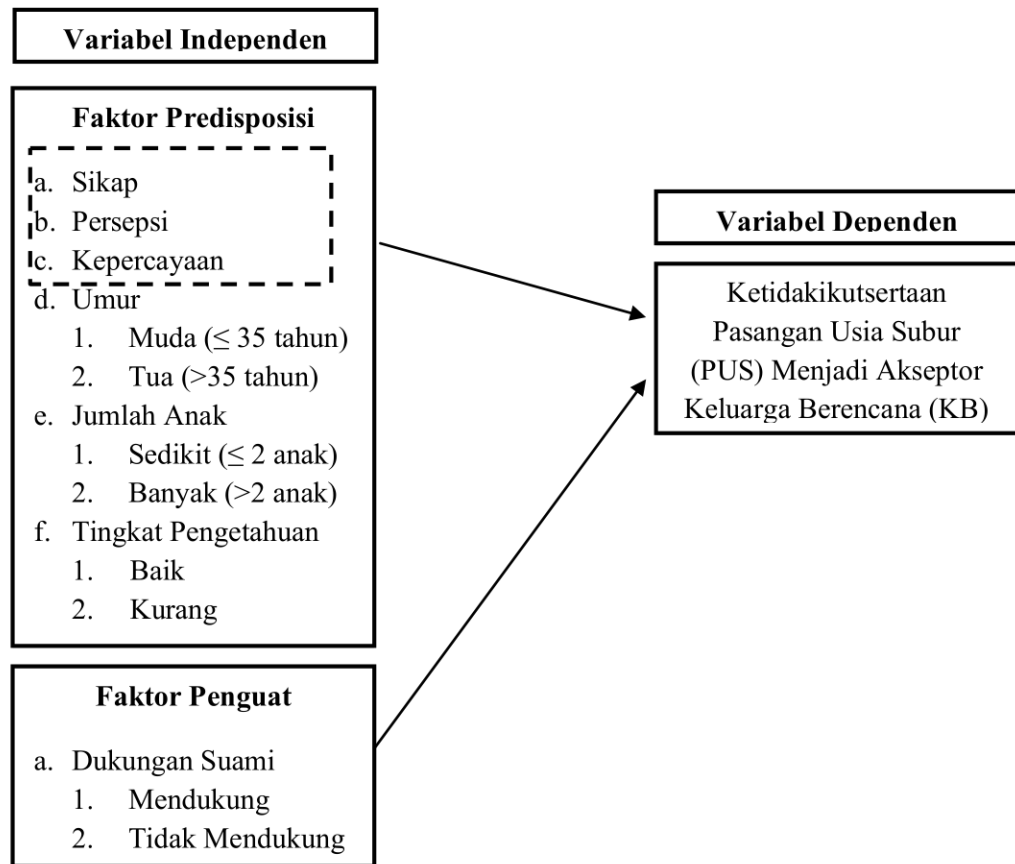 Variabel Independen
Faktor Predisposisi
a. Sikap
b. Persepsi
c. Kepercayaan
d. Umur
1. Muda (≤ 35 tahun)
2. Tua (>35 tahun)
e. Jumlah Anak
1. Sedikit (≤ 2 anak)
2. Banyak (>2 anak)
f. Tingkat Pengetahuan
1. Baik
2. Kurang
Faktor Penguat
a. Dukungan Suami
1. Mendukung
2. Tidak Mendukung
Variabel Dependen
Ketidakikutsertaan
Pasangan Usia Subur
(PUS) Menjadi Akseptor
Keluarga Berencana (KB)